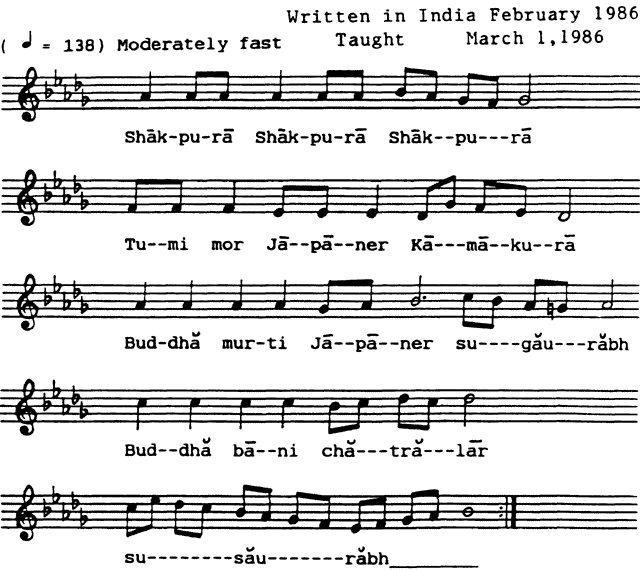 Written in India February 1986
( ♩ = 138) Moderately fast Taught March 1,1986
Shāk-pu-rā Shāk-pu-rā Shāk--pu---rā
Tu--mi mor Jā--pā--ner Kā---mā--ku--rā
Bud-dhă mur-ti Jā--pā--ner su----gău---răbh
Bud--dhă bā--ni chă---tră---lār
su--------său-------răbh________